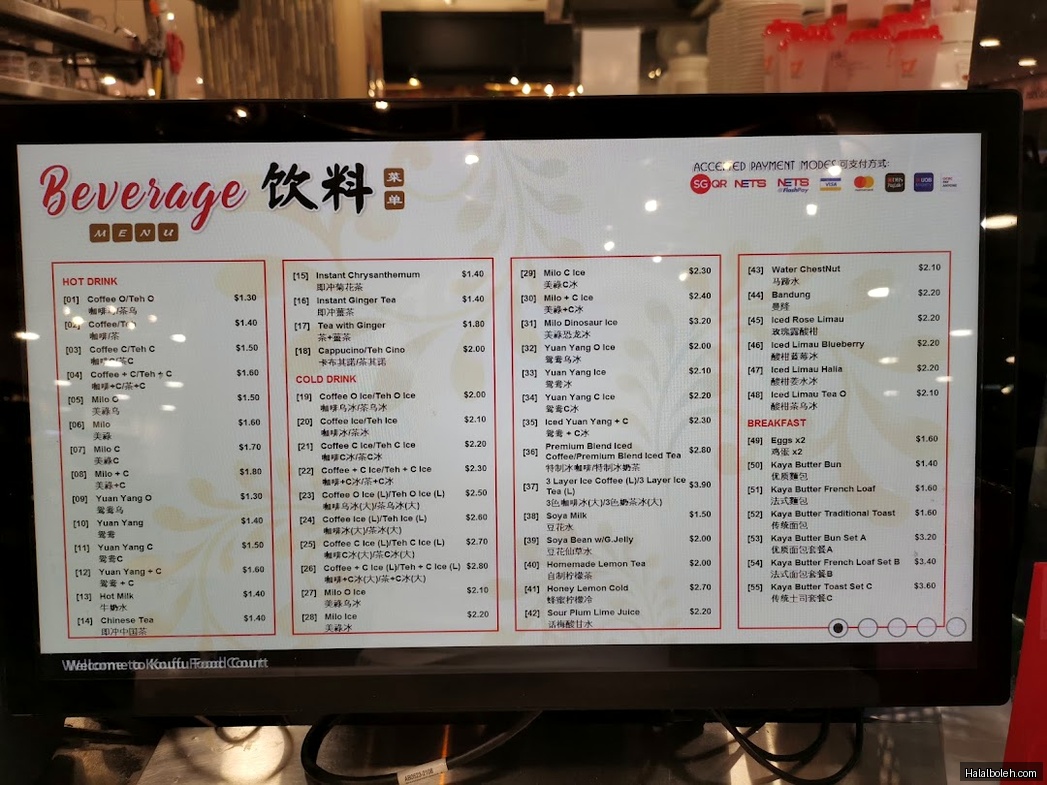 Beverage 饮料 菜单
MENU
ACCEPTED PAYMENT MODES 可支付方式:
SG QR NETS NETS FlashPay VISA
HOT DRINK
[01] Coffee O/Teh O $1.30
咖啡乌/茶乌
[02] Coffee/Teh $1.40
咖啡/茶
[03] Coffee C/Teh C $1.50
咖啡C/茶C
[04] Coffee + C/Teh + C $1.60
咖啡+C/茶+C
[05] Milo O $1.50
美祿乌
[06] Milo $1.60
美祿
[07] Milo C $1.70
美祿C
[08] Milo + C $1.80
美祿+C
[09] Yuan Yang O $1.30
鸳鸯乌
[10] Yuan Yang $1.40
鸳鸯
[11] Yuan Yang C $1.50
鸳鸯C
[12] Yuan Yang + C $1.60
鸳鸯 + C
[13] Hot Milk $1.40
牛奶水
[14] Chinese Tea $1.40
即冲中国茶
[15] Instant Chrysanthemum $1.40
即冲菊花茶
[16] Instant Ginger Tea $1.40
即冲薑茶
[17] Tea with Ginger $1.80
茶+薑茶
[18] Cappucino/Teh Cino $2.00
卡布其諾/茶其諾
COLD DRINK
[19] Coffee O Ice/Teh O Ice $2.00
咖啡乌冰/茶乌冰
[20] Coffee Ice/Teh Ice $2.10
咖啡冰/茶冰
[21] Coffee C Ice/Teh C Ice $2.20
咖啡C冰/茶C冰
[22] Coffee + C Ice/Teh + C Ice $2.30
咖啡+C冰/茶+C冰
[23] Coffee O Ice (L)/Teh O Ice (L) $2.50
咖啡乌冰(大)/茶乌冰(大)
[24] Coffee Ice (L)/Teh Ice (L) $2.60
咖啡冰(大)/茶冰(大)
[25] Coffee C Ice (L)/Teh C Ice (L) $2.70
咖啡C冰(大)/茶C冰(大)
[26] Coffee + C Ice (L)/Teh + C Ice (L) $2.80
咖啡+C冰(大)/茶+C冰(大)
[27] Milo O Ice $2.10
美祿乌冰
[28] Milo Ice $2.20
美祿冰
[29] Milo C Ice $2.30
美祿C冰
[30] Milo + C Ice $2.40
美祿+C冰
[31] Milo Dinosaur Ice $3.20
美祿恐龙冰
[32] Yuan Yang O Ice $2.00
鸳鸯乌冰
[33] Yuan Yang Ice $2.10
鸳鸯冰
[34] Yuan Yang C Ice $2.20
鸳鸯C冰
[35] Iced Yuan Yang + C $2.30
鸳鸯 + C冰
[36] Premium Blend Iced
Coffee/Premium Blend Iced Tea $2.80
特制冰咖啡/特制冰奶茶
[37] 3 Layer Ice Coffee (L)/3 Layer Ice
Tea (L) $3.90
3色咖啡冰(大)/3色奶茶冰(大)
[38] Soya Milk $1.50
豆花水
[39] Soya Bean w/G.Jelly $2.00
豆花仙草水
[40] Homemade Lemon Tea $2.00
自制柠檬茶
[41] Honey Lemon Cold $2.70
蜂蜜柠檬冷
[42] Sour Plum Lime Juice $2.20
话梅酸甘水
[43] Water ChestNut $2.10
马蹄水
[44] Bandung $2.20
[45] Iced Rose Limau $2.20
玫瑰露酸柑
[46] Iced Limau Blueberry $2.20
酸柑蓝莓冰
[47] Iced Limau Halia $2.20
酸柑姜水冰
[48] Iced Limau Tea O $2.10
酸柑茶乌冰
BREAKFAST
[49] Eggs x2 $1.60
鸡蛋 x2
[50] Kaya Butter Bun $1.40
优质麵包
[51] Kaya Butter French Loaf $1.60
法式麵包
[52] Kaya Butter Traditional Toast $1.60
传统面包
[53] Kaya Butter Bun Set A $3.20
优质面包套餐A
[54] Kaya Butter French Loaf Set B $3.40
法式面包套餐B
[55] Kaya Butter Toast Set C $3.60
传统土司套餐C
Welcome to Kouffu Food Court
Halalboleh.com